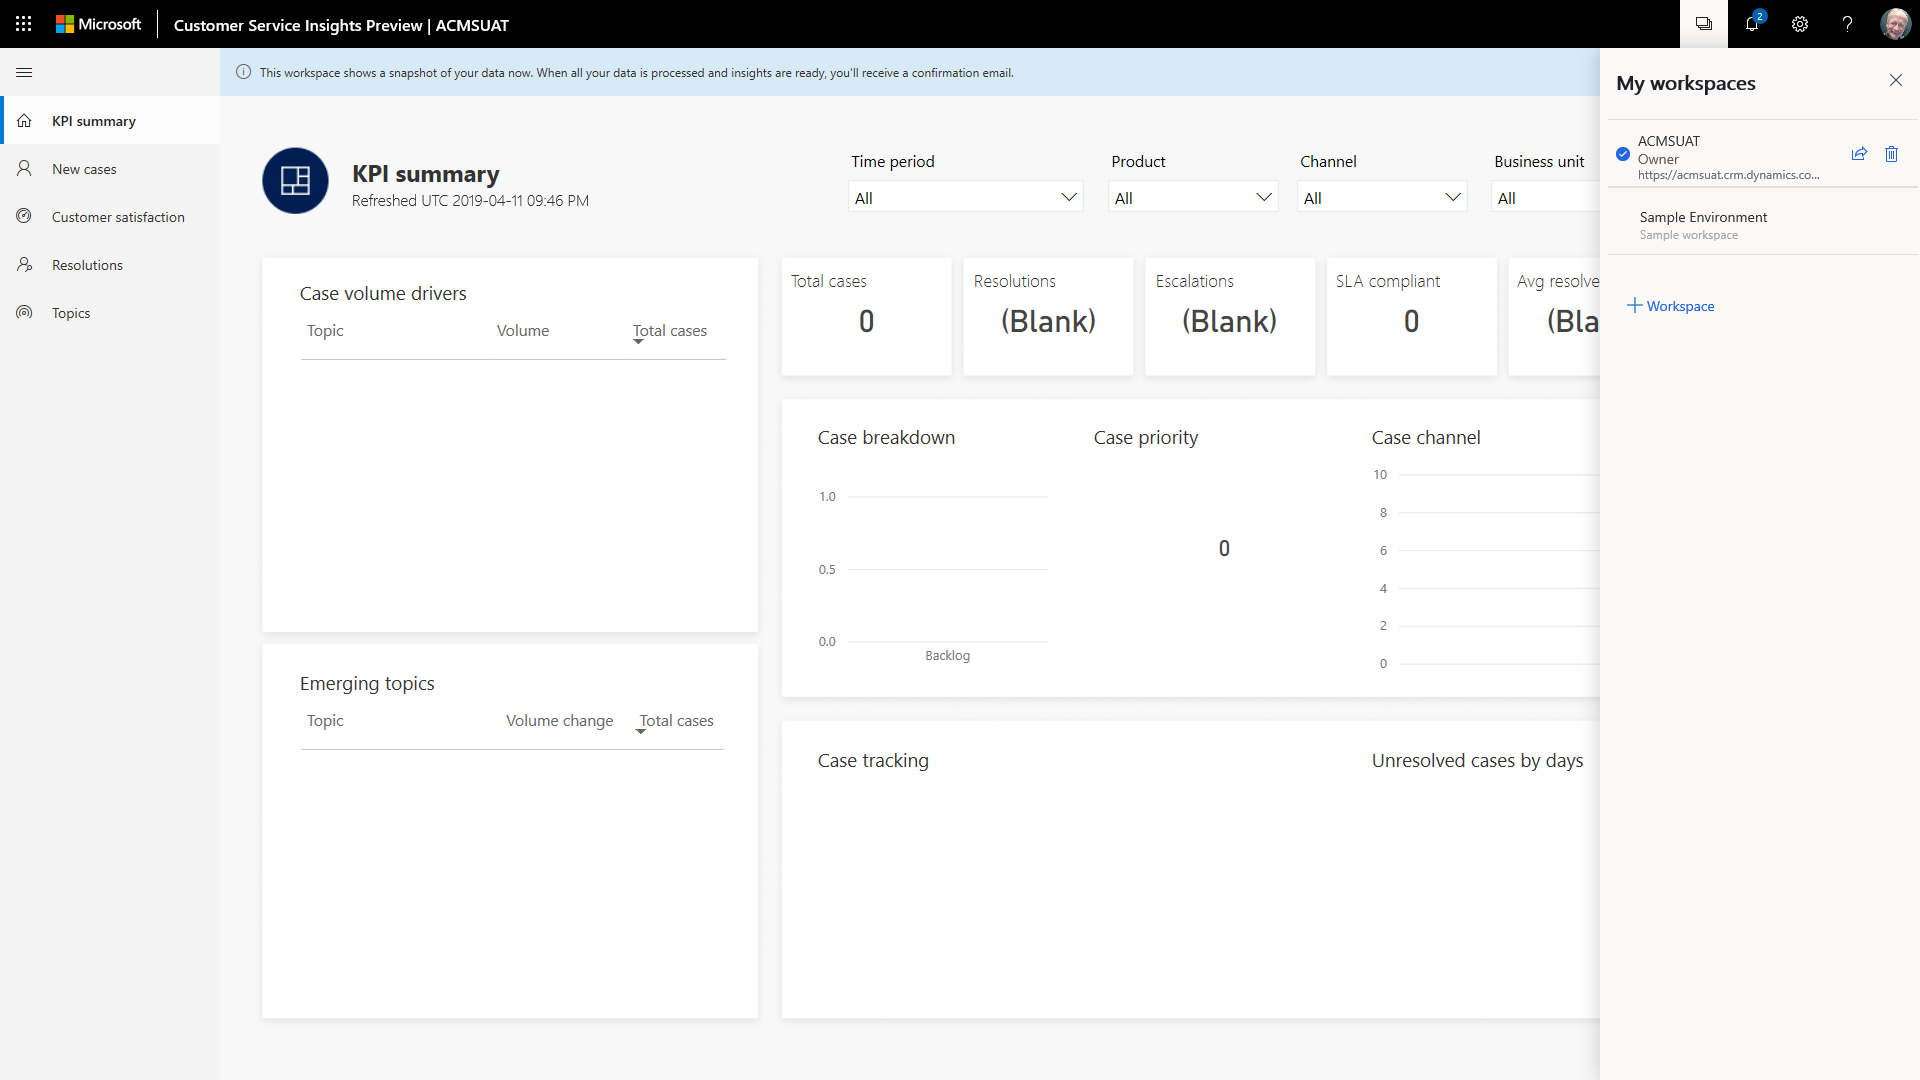 Microsoft
Customer Service Insights Preview | ACMSUAT
2
?
This workspace shows a snapshot of your data now. When all your data is processed and insights are ready, you'll receive a confirmation email.
KPI summary
New cases
Customer satisfaction
Resolutions
Topics
KPI summary
Refreshed UTC 2019-04-11 09:46 PM
Time period
All
Product
All
Channel
All
Business unit
All
Case volume drivers
Topic Volume Total cases
Emerging topics
Topic Volume change Total cases
Total cases
0
Resolutions
(Blank)
Escalations
(Blank)
SLA compliant
0
Avg resolve
(Bla
Case breakdown
1.0
0.5
0.0
Backlog
Case priority
0
Case channel
10
8
6
4
2
0
Case tracking
Unresolved cases by days
My workspaces
ACMSUAT
Owner
https://acmsuat.crm.dynamics.co...
Sample Environment
Sample workspace
Workspace